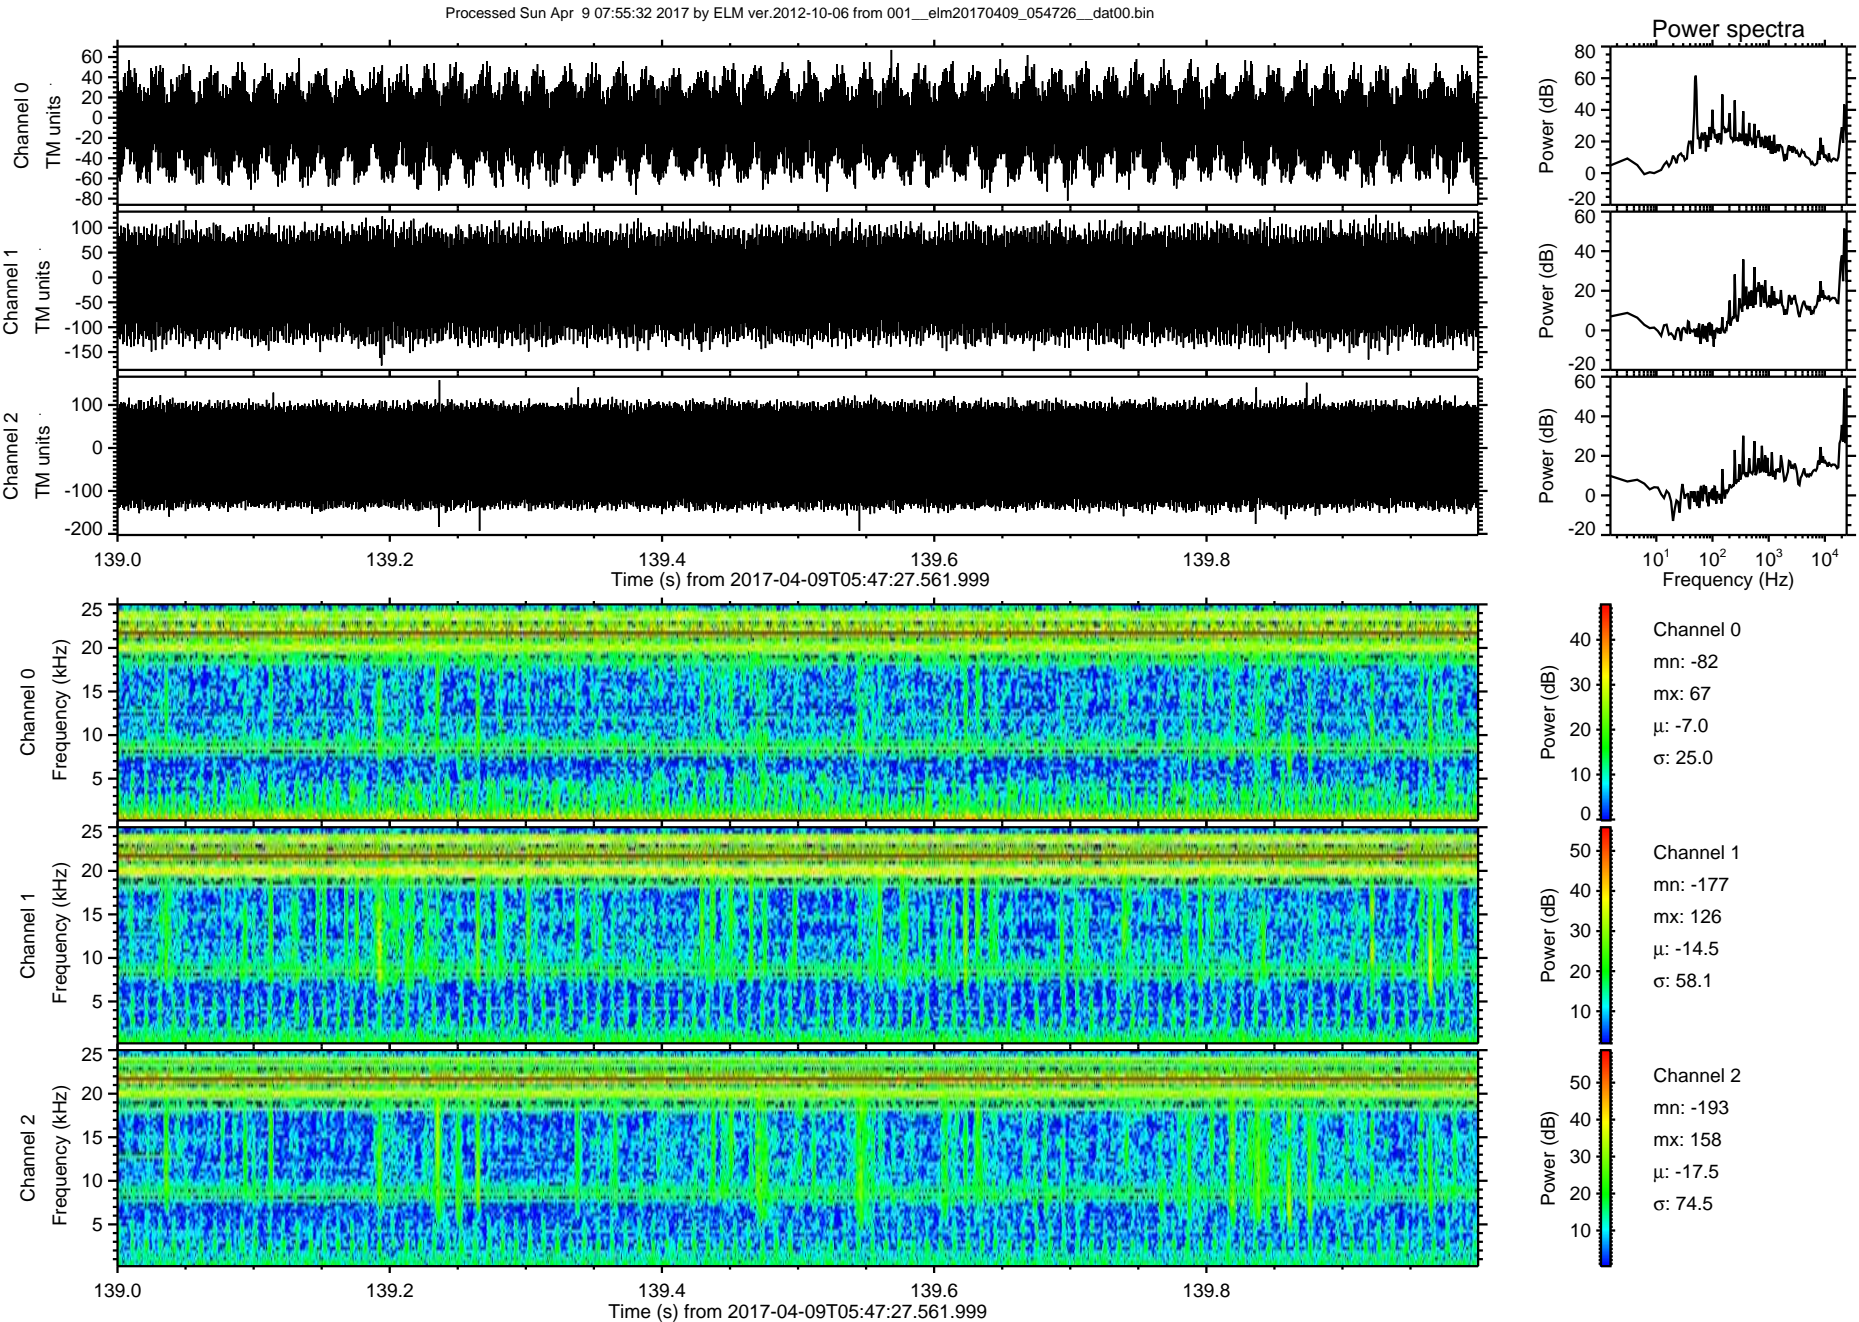 Processed Sun Apr  9 07:55:32 2017 by ELM ver.2012-10-06 from 001__elm20170409_054726__dat00.bin
Power spectra
Channel 0
TM units
60
40
20
0
-20
-40
-60
-80
Power (dB)
80
60
40
20
0
-20
Channel 1
TM units
100
50
0
-50
-100
-150
Power (dB)
60
40
20
0
-20
Channel 2
TM units
100
0
-100
-200
Power (dB)
60
40
20
0
-20
139.0 139.2 139.4 139.6 139.8
Time (s) from 2017-04-09T05:47:27.561.999
10^1 10^2 10^3 10^4
Frequency (Hz)
Channel 0
Frequency (kHz)
25
20
15
10
5
Power (dB)
40
30
20
10
0
Channel 0
mn: -82
mx: 67
μ: -7.0
σ: 25.0
Channel 1
Frequency (kHz)
25
20
15
10
5
Power (dB)
50
40
30
20
10
Channel 1
mn: -177
mx: 126
μ: -14.5
σ: 58.1
Channel 2
Frequency (kHz)
25
20
15
10
5
Power (dB)
50
40
30
20
10
Channel 2
mn: -193
mx: 158
μ: -17.5
σ: 74.5
139.0 139.2 139.4 139.6 139.8
Time (s) from 2017-04-09T05:47:27.561.999